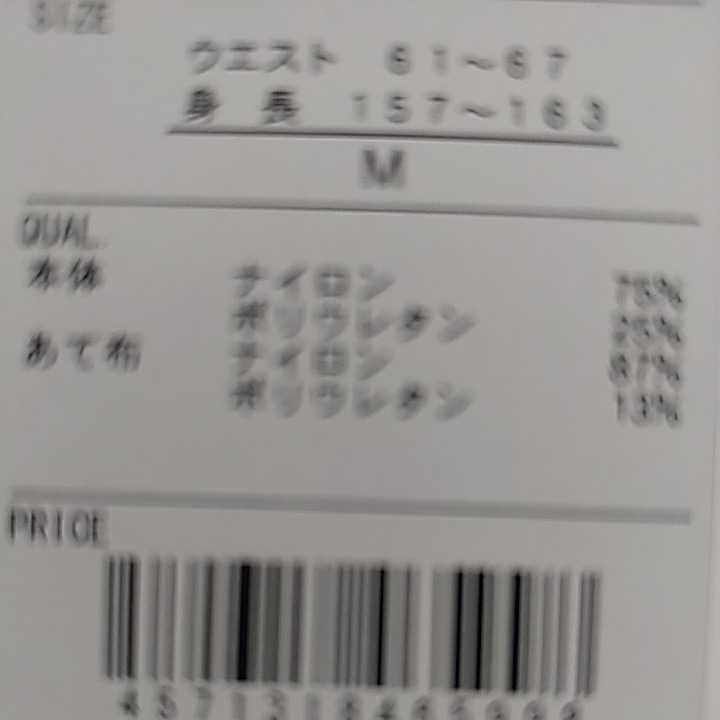 SIZE
ウエスト 61～67
身 長 157～163
M
QUAL.
本体 ナイロン 75%
ポリウレタン 25%
あて布 ナイロン 87%
ポリウレタン 13%
PRICE